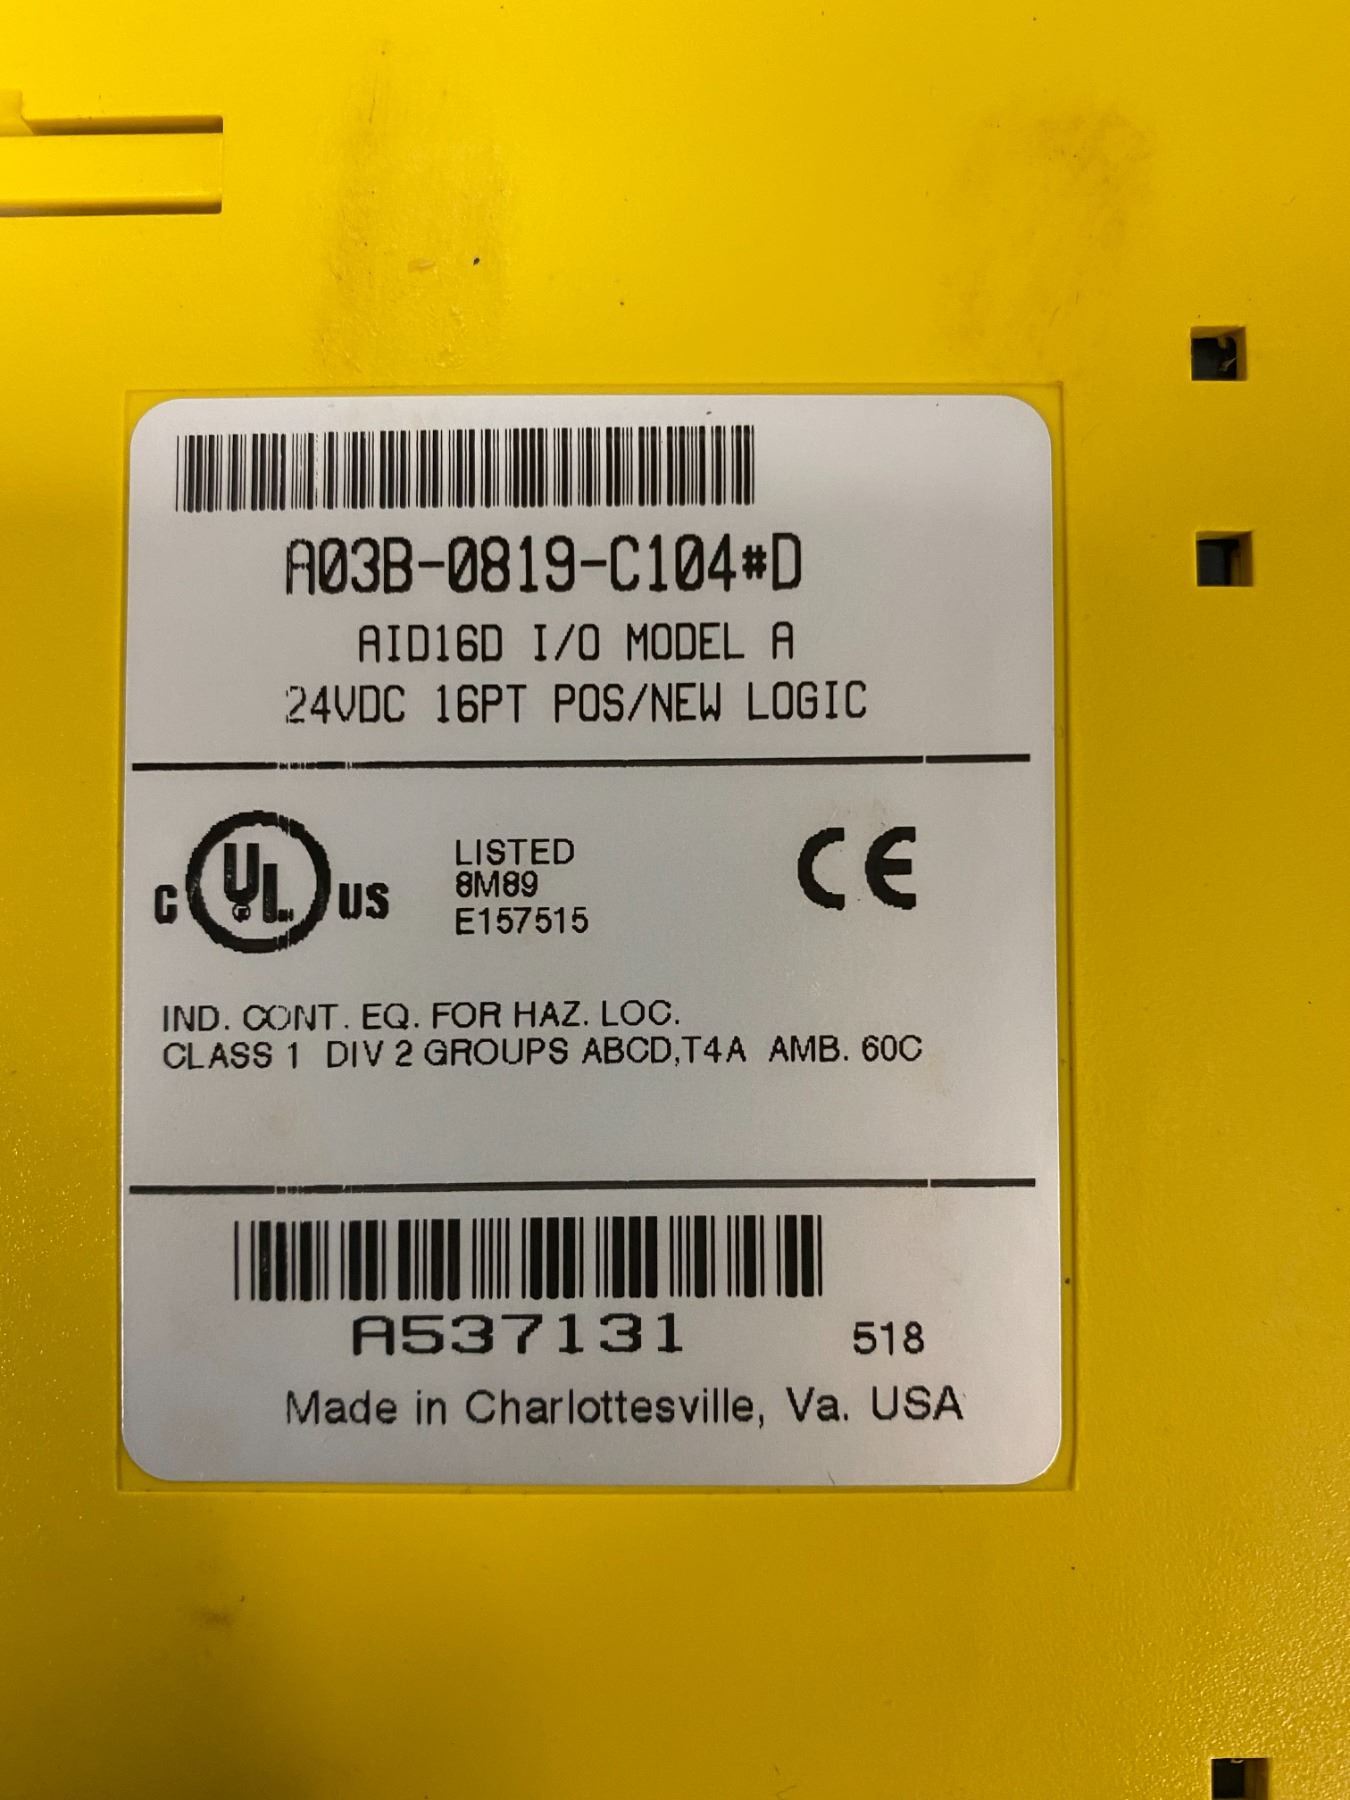 A03B-0819-C104#D
AID16D I/O MODEL A
24VDC 16PT POS/NEW LOGIC
C UL US
LISTED
8M89
E157515
CE
IND. CONT. EQ. FOR HAZ. LOC.
CLASS 1 DIV 2 GROUPS ABCD,T4A AMB. 60C
A537131 518
Made in Charlottesville, Va. USA